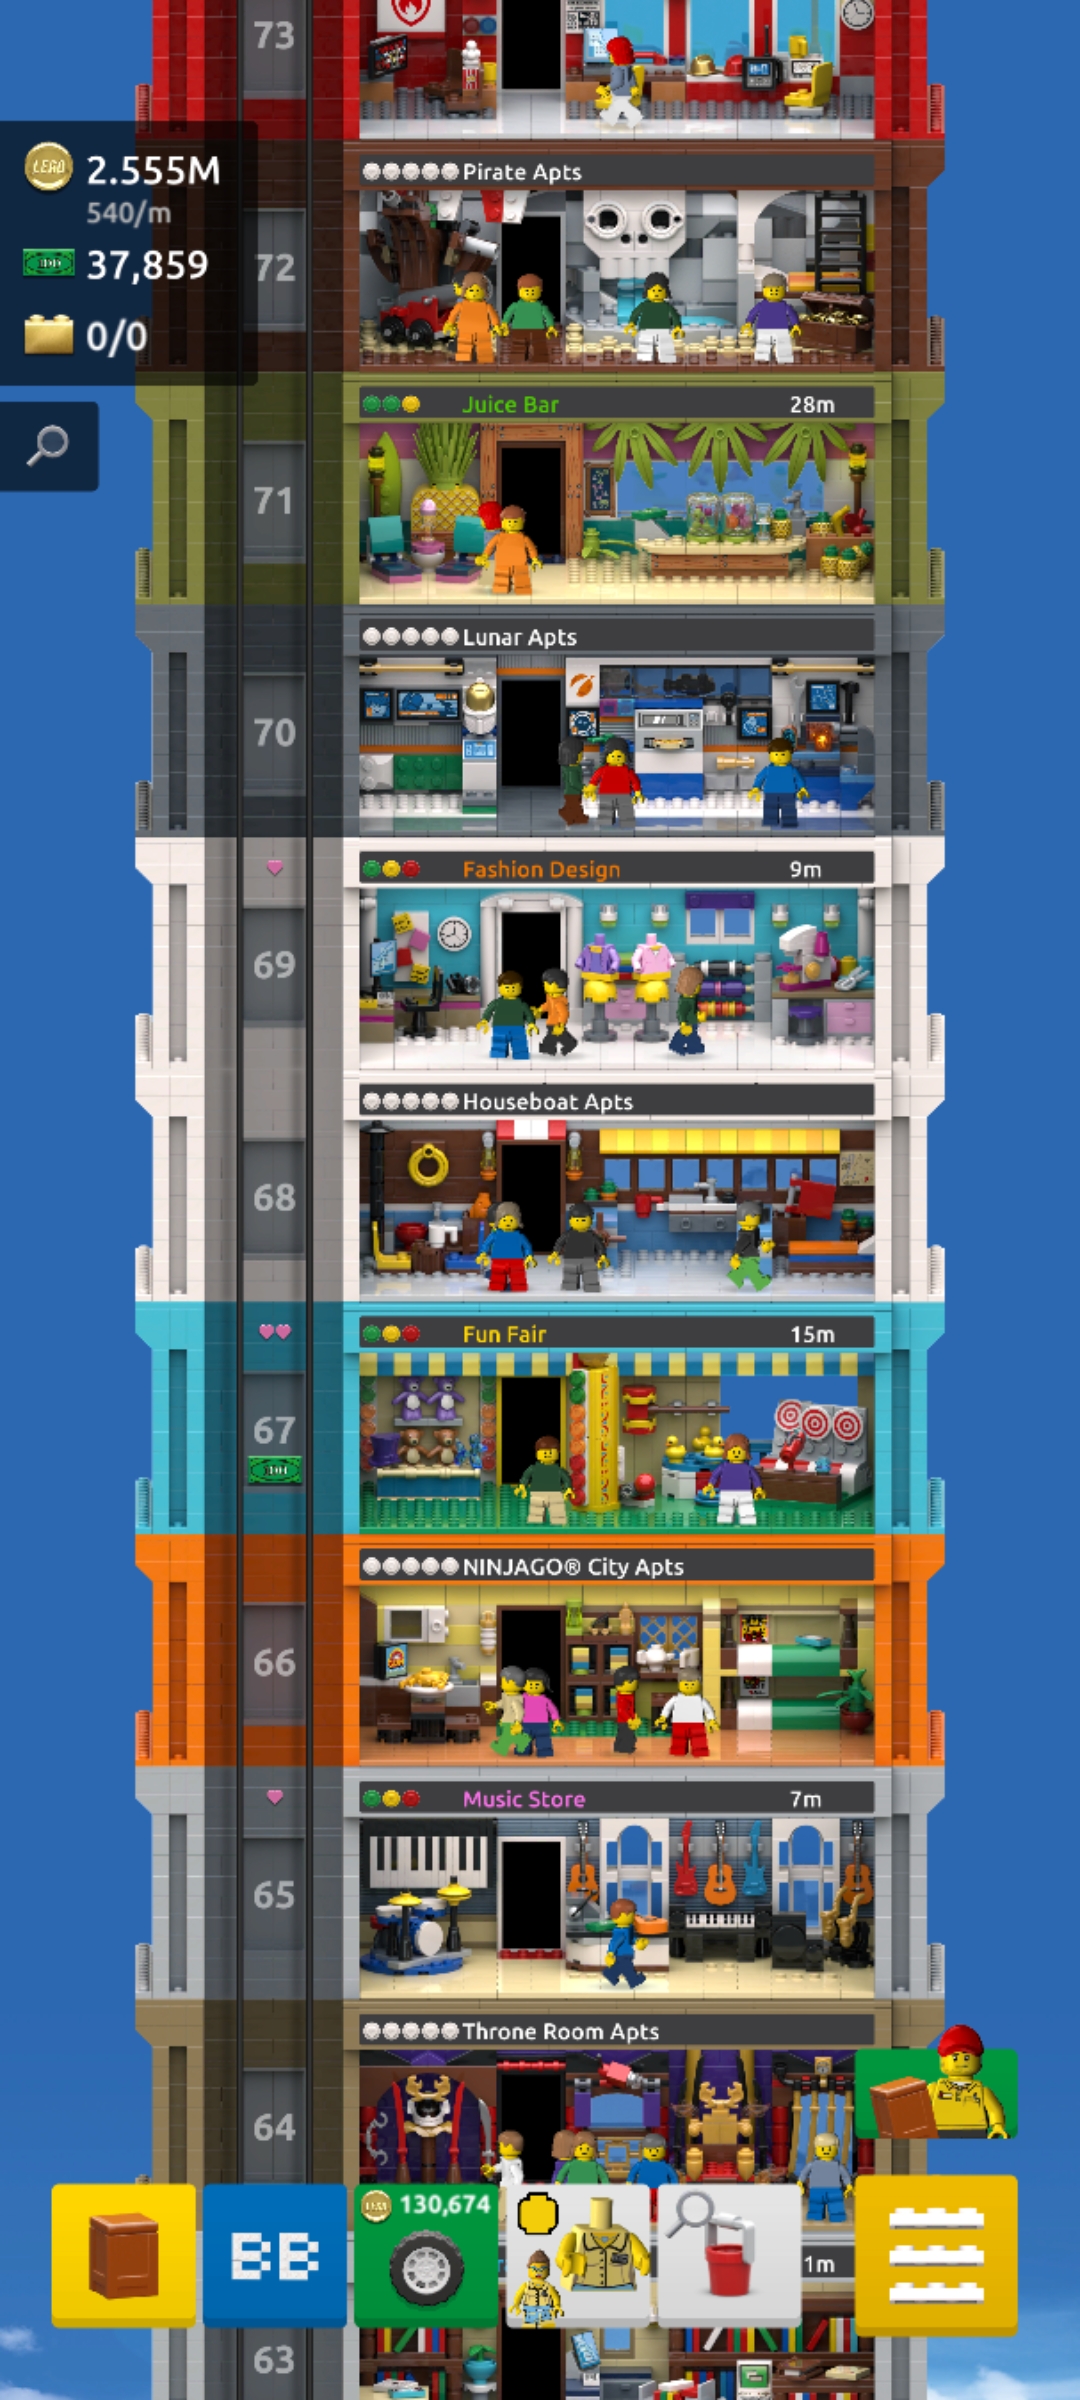 73
LEGO 2.555M
540/m
37,859
0/0
Pirate Apts
72
Juice Bar 28m
71
Lunar Apts
70
Fashion Design 9m
69
Houseboat Apts
68
Fun Fair 15m
67
NINJAGO® City Apts
66
Music Store 7m
65
Throne Room Apts
64
BB
130,674
1m
63